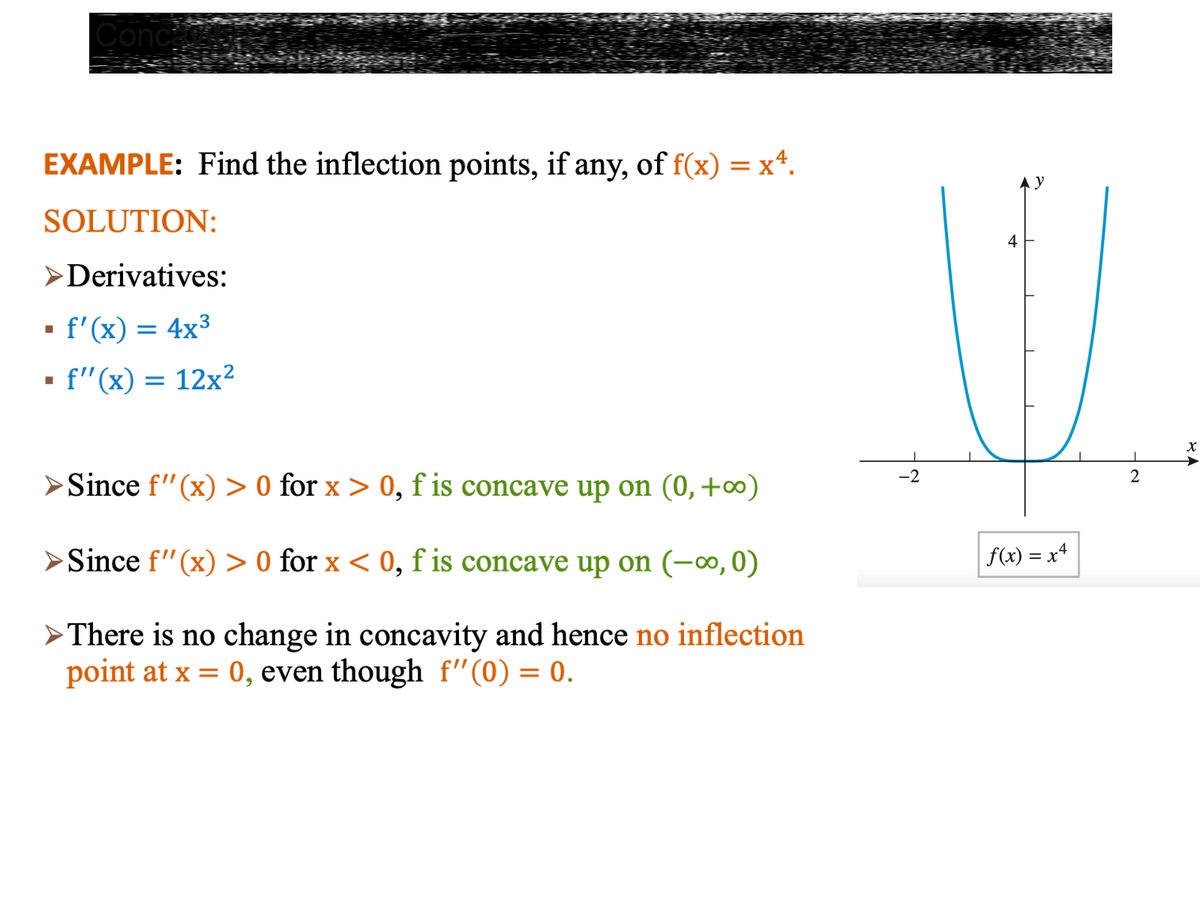 EXAMPLE: Find the inflection points, if any, of f(x) = x⁴.
SOLUTION:
➢Derivatives:
▪ f′(x) = 4x³
▪ f″(x) = 12x²
➢Since f″(x) > 0 for x > 0, f is concave up on (0, +∞)
➢Since f″(x) > 0 for x < 0, f is concave up on (−∞, 0)
➢There is no change in concavity and hence no inflection
point at x = 0, even though f″(0) = 0.
y
4
x
−2
2
f(x) = x⁴